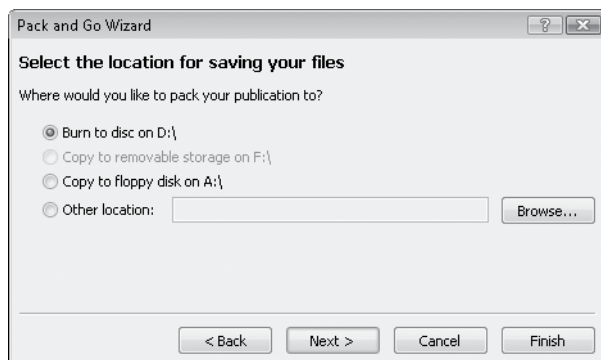 Pack and Go Wizard
Select the location for saving your files
Where would you like to pack your publication to?
Burn to disc on D:\
Copy to removable storage on F:\
Copy to floppy disk on A:\
Other location: Browse...
< Back Next > Cancel Finish